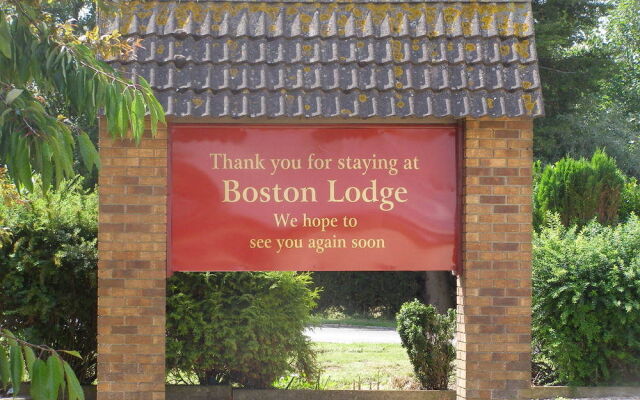 Thank you for staying at
Boston Lodge
We hope to
see you again soon